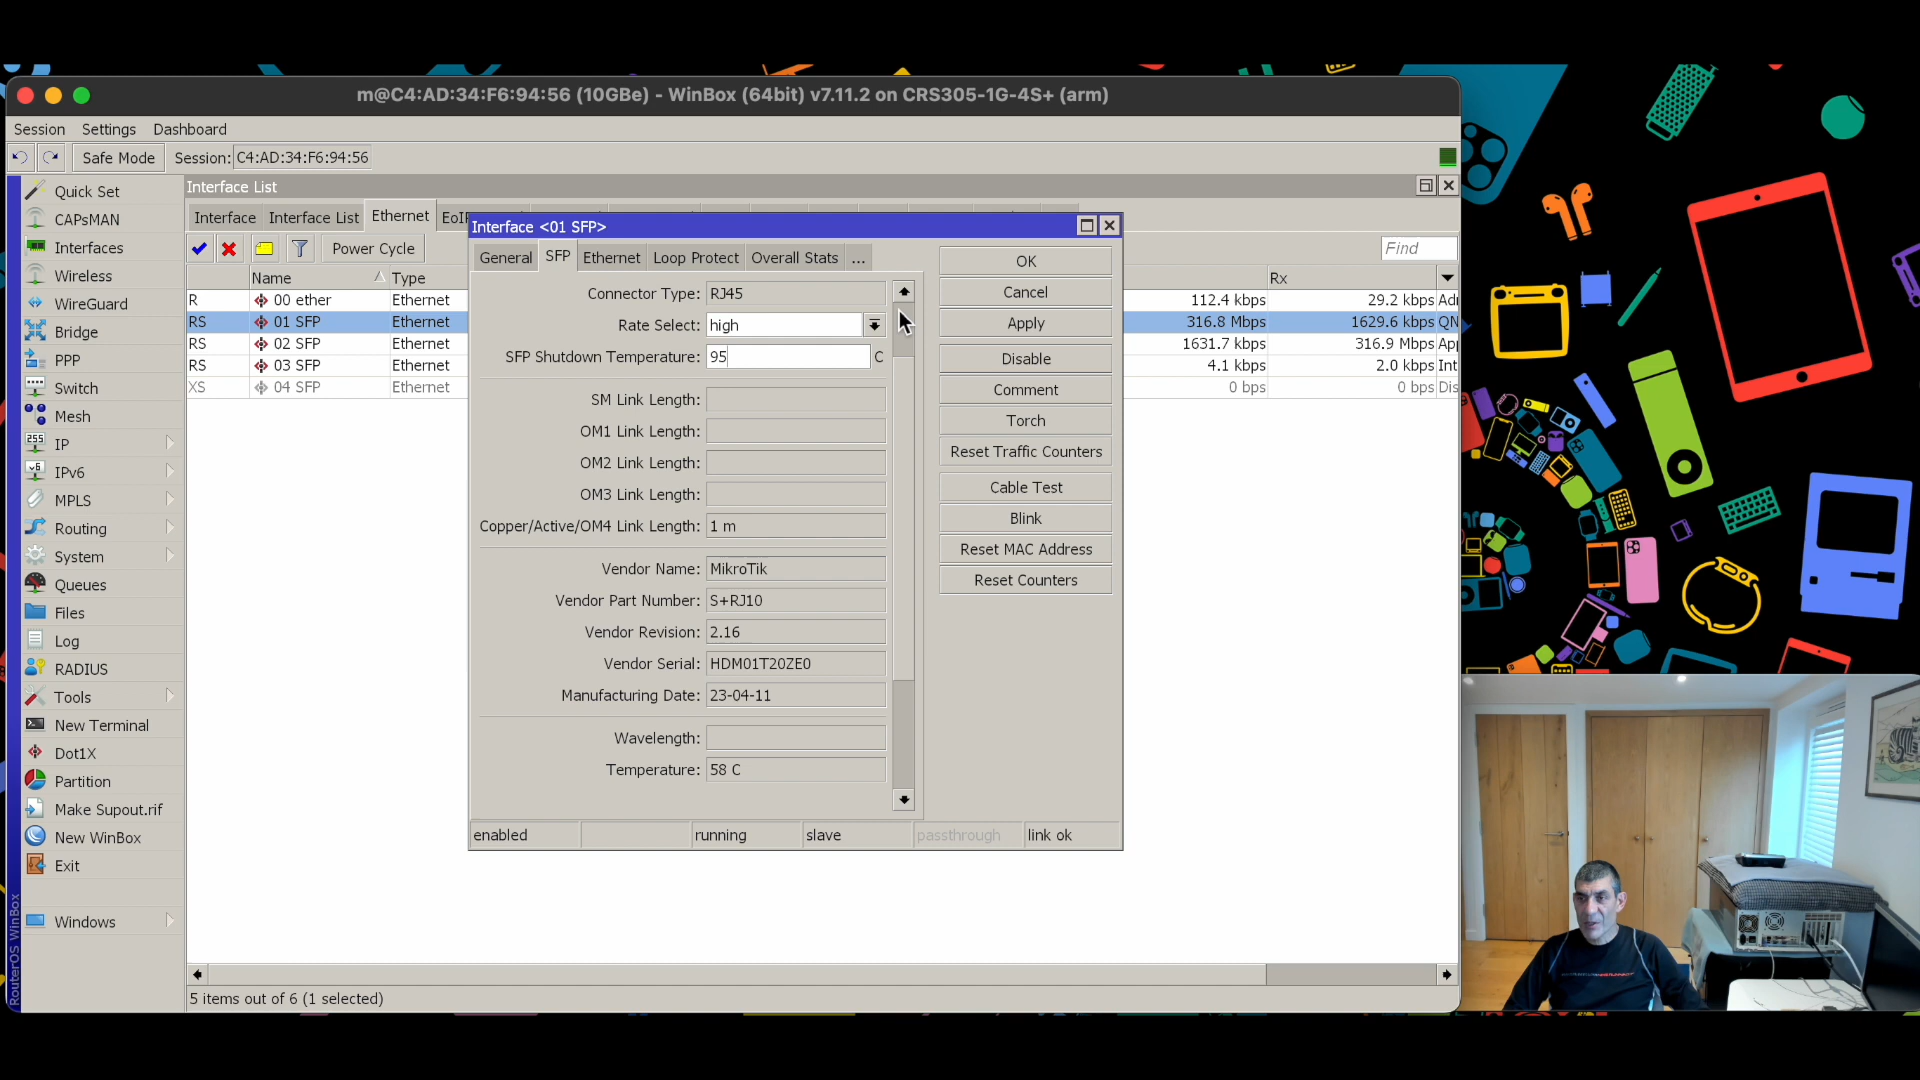 m@C4:AD:34:F6:94:56 (10GBe) - WinBox (64bit) v7.11.2 on CRS305-1G-4S+ (arm)
Session Settings Dashboard
Safe Mode Session: C4:AD:34:F6:94:56
Quick Set
CAPsMAN
Interfaces
Wireless
WireGuard
Bridge
PPP
Switch
Mesh
IP
IPv6
MPLS
Routing
System
Queues
Files
Log
RADIUS
Tools
New Terminal
Dot1X
Partition
Make Supout.rif
New WinBox
Exit
Windows
RouterOS WinBox
Interface List
Interface Interface List Ethernet EoIP
Power Cycle Find
Name Type Rx
R 00 ether Ethernet 112.4 kbps 29.2 kbps Adr
RS 01 SFP Ethernet 316.8 Mbps 1629.6 kbps QN
RS 02 SFP Ethernet 1631.7 kbps 316.9 Mbps App
RS 03 SFP Ethernet 4.1 kbps 2.0 kbps Int
XS 04 SFP Ethernet 0 bps 0 bps Dis
5 items out of 6 (1 selected)
Interface <01 SFP>
General SFP Ethernet Loop Protect Overall Stats ...
Connector Type: RJ45
Rate Select: high
SFP Shutdown Temperature: 95 C
SM Link Length:
OM1 Link Length:
OM2 Link Length:
OM3 Link Length:
Copper/Active/OM4 Link Length: 1 m
Vendor Name: MikroTik
Vendor Part Number: S+RJ10
Vendor Revision: 2.16
Vendor Serial: HDM01T20ZE0
Manufacturing Date: 23-04-11
Wavelength:
Temperature: 58 C
OK
Cancel
Apply
Disable
Comment
Torch
Reset Traffic Counters
Cable Test
Blink
Reset MAC Address
Reset Counters
enabled running slave passthrough link ok